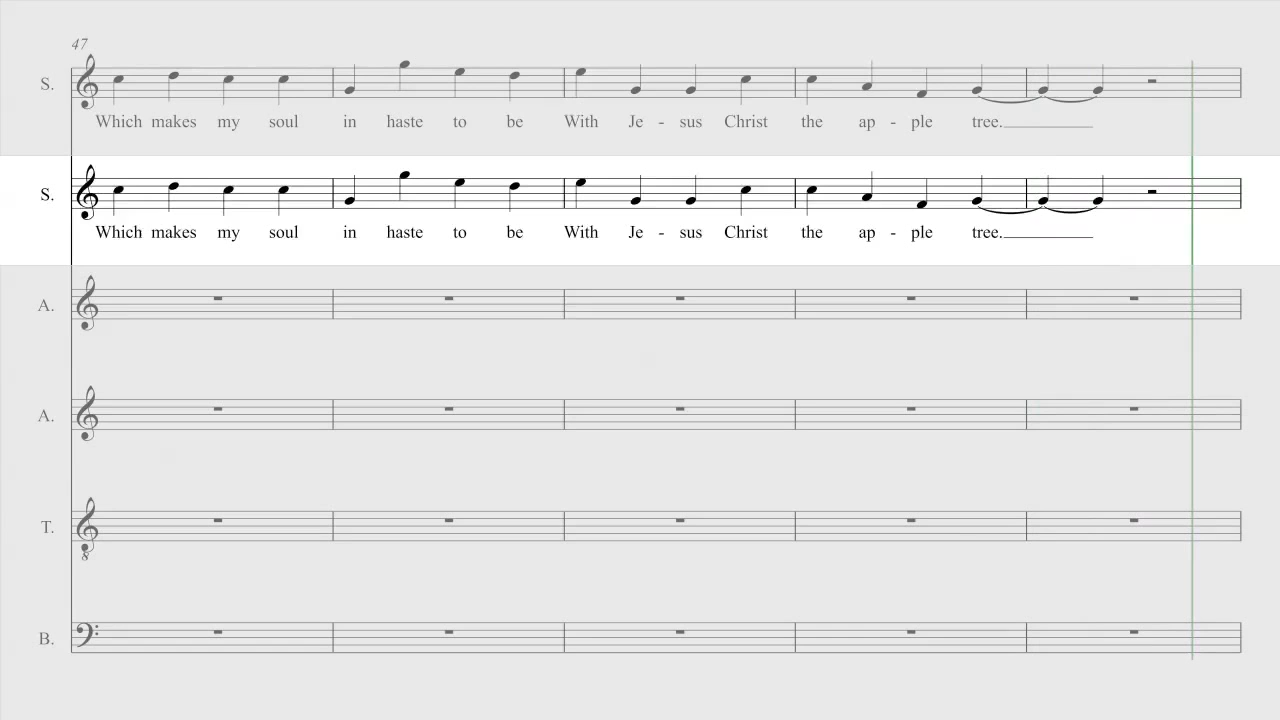 47
S.
Which makes my soul in haste to be With Je - sus Christ the ap - ple tree.
S.
Which makes my soul in haste to be With Je - sus Christ the ap - ple tree.
A.
A.
T.
8
B.